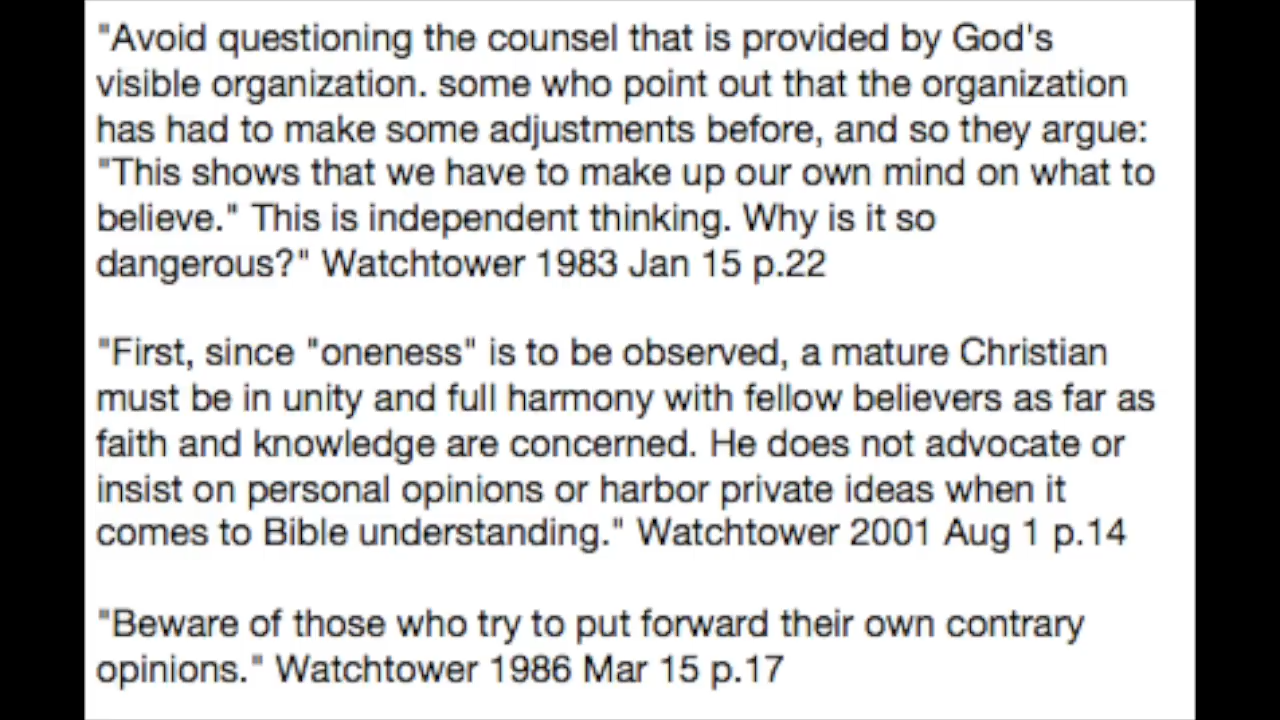 "Avoid questioning the counsel that is provided by God's
visible organization. some who point out that the organization
has had to make some adjustments before, and so they argue:
"This shows that we have to make up our own mind on what to
believe." This is independent thinking. Why is it so
dangerous?" Watchtower 1983 Jan 15 p.22
"First, since "oneness" is to be observed, a mature Christian
must be in unity and full harmony with fellow believers as far as
faith and knowledge are concerned. He does not advocate or
insist on personal opinions or harbor private ideas when it
comes to Bible understanding." Watchtower 2001 Aug 1 p.14
"Beware of those who try to put forward their own contrary
opinions." Watchtower 1986 Mar 15 p.17